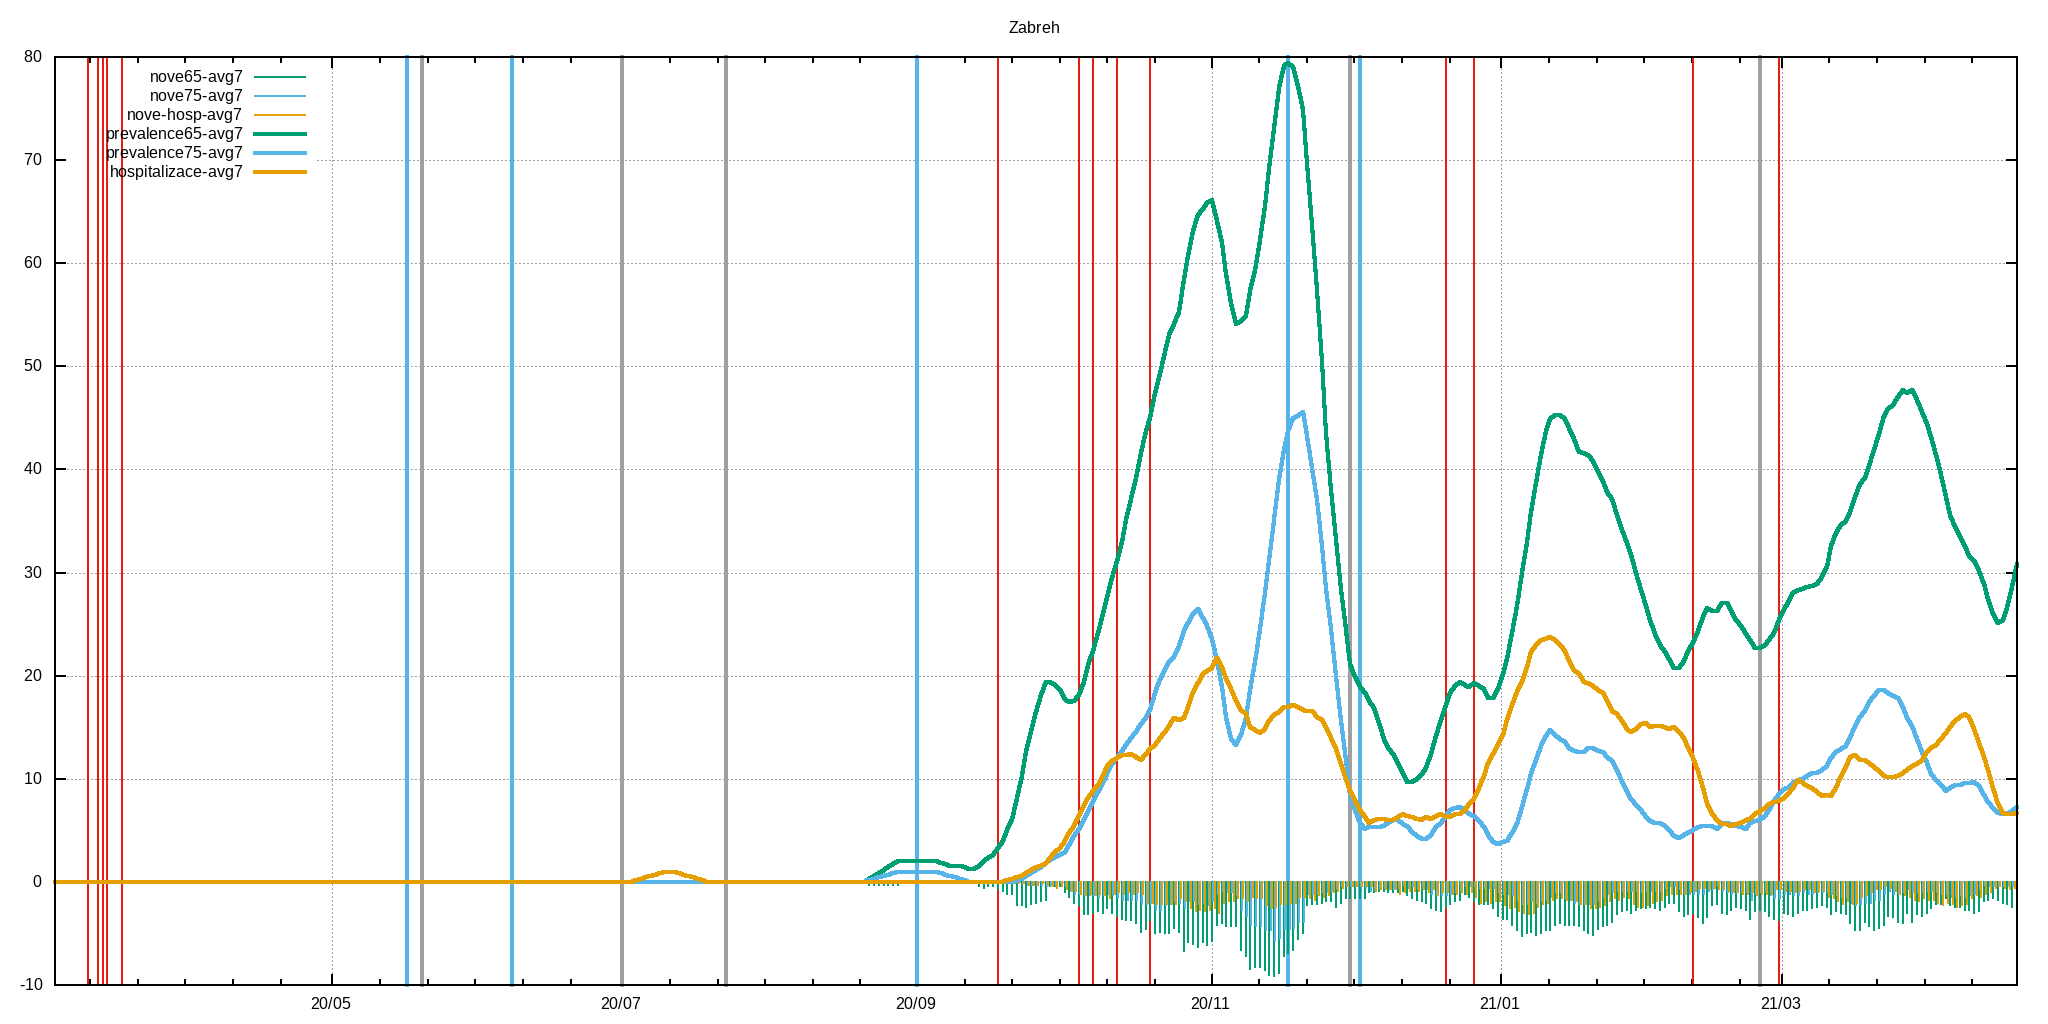 Zabreh
80
70
60
50
40
30
20
10
0
-10
nove65-avg7
nove75-avg7
nove-hosp-avg7
prevalence65-avg7
prevalence75-avg7
hospitalizace-avg7
20/05 20/07 20/09 20/11 21/01 21/03